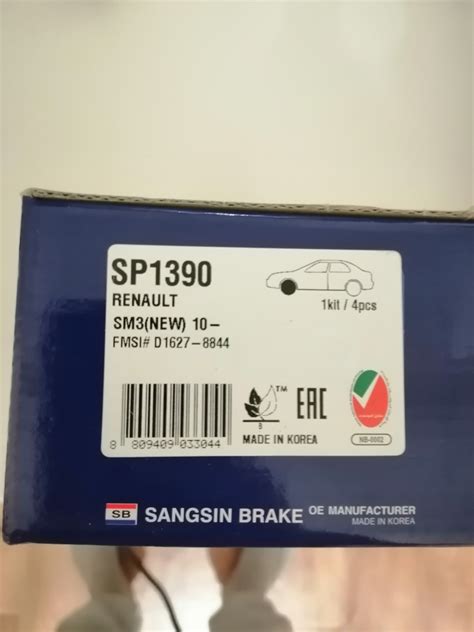 SP1390
RENAULT
1kit / 4pcs
SM3(NEW) 10-
FMSI# D1627-8844
TM
B
EAC
8 809409 033044
MADE IN KOREA
NB-0002
SB
SANGSIN BRAKE
OE MANUFACTURER
MADE IN KOREA